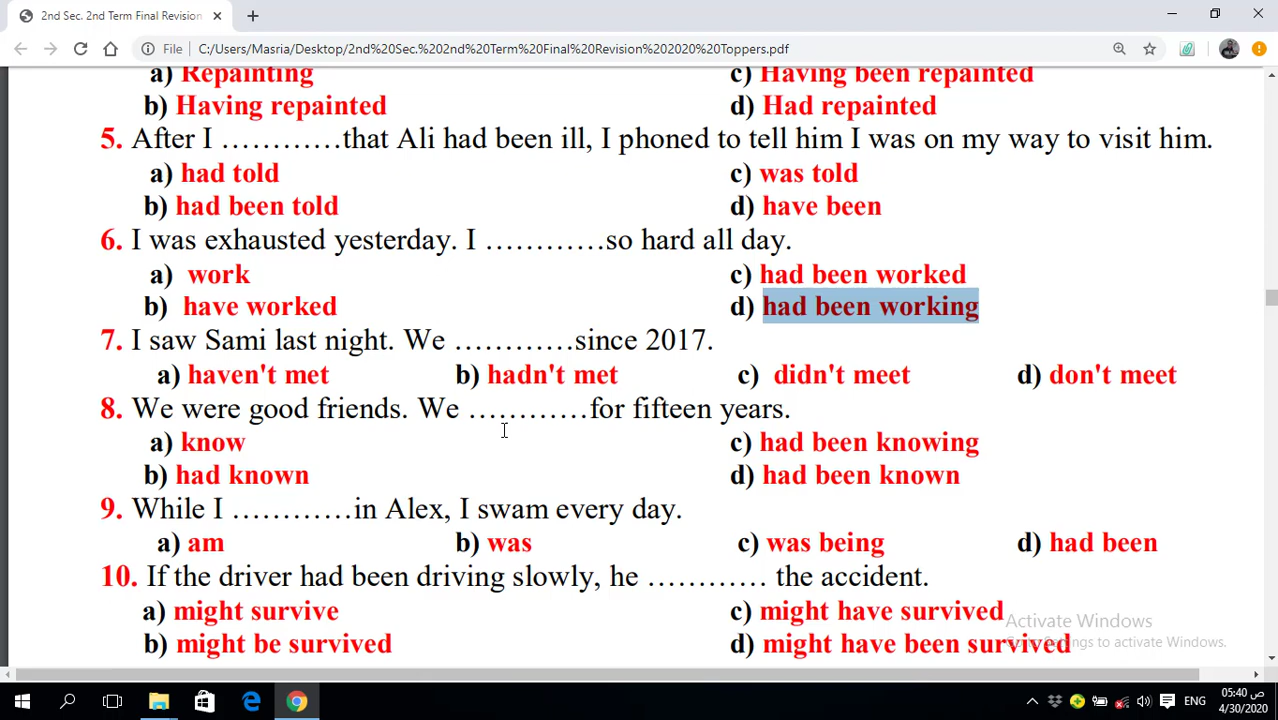 2nd Sec. 2nd Term Final Revision
File C:/Users/Masria/Desktop/2nd%20Sec.%202nd%20Term%20Final%20Revision%202020%20Toppers.pdf
a) Repainting c) Having been repainted
b) Having repainted d) Had repainted
5. After I …………that Ali had been ill, I phoned to tell him I was on my way to visit him.
a) had told c) was told
b) had been told d) have been
6. I was exhausted yesterday. I …………so hard all day.
a) work c) had been worked
b) have worked d) had been working
7. I saw Sami last night. We …………since 2017.
a) haven't met b) hadn't met c) didn't meet d) don't meet
8. We were good friends. We …………for fifteen years.
a) know c) had been knowing
b) had known d) had been known
9. While I …………in Alex, I swam every day.
a) am b) was c) was being d) had been
10. If the driver had been driving slowly, he ………… the accident.
a) might survive c) might have survived
b) might be survived d) might have been survived
Activate Windows
Go to Settings to activate Windows.
ENG
05:40 ص
4/30/2020